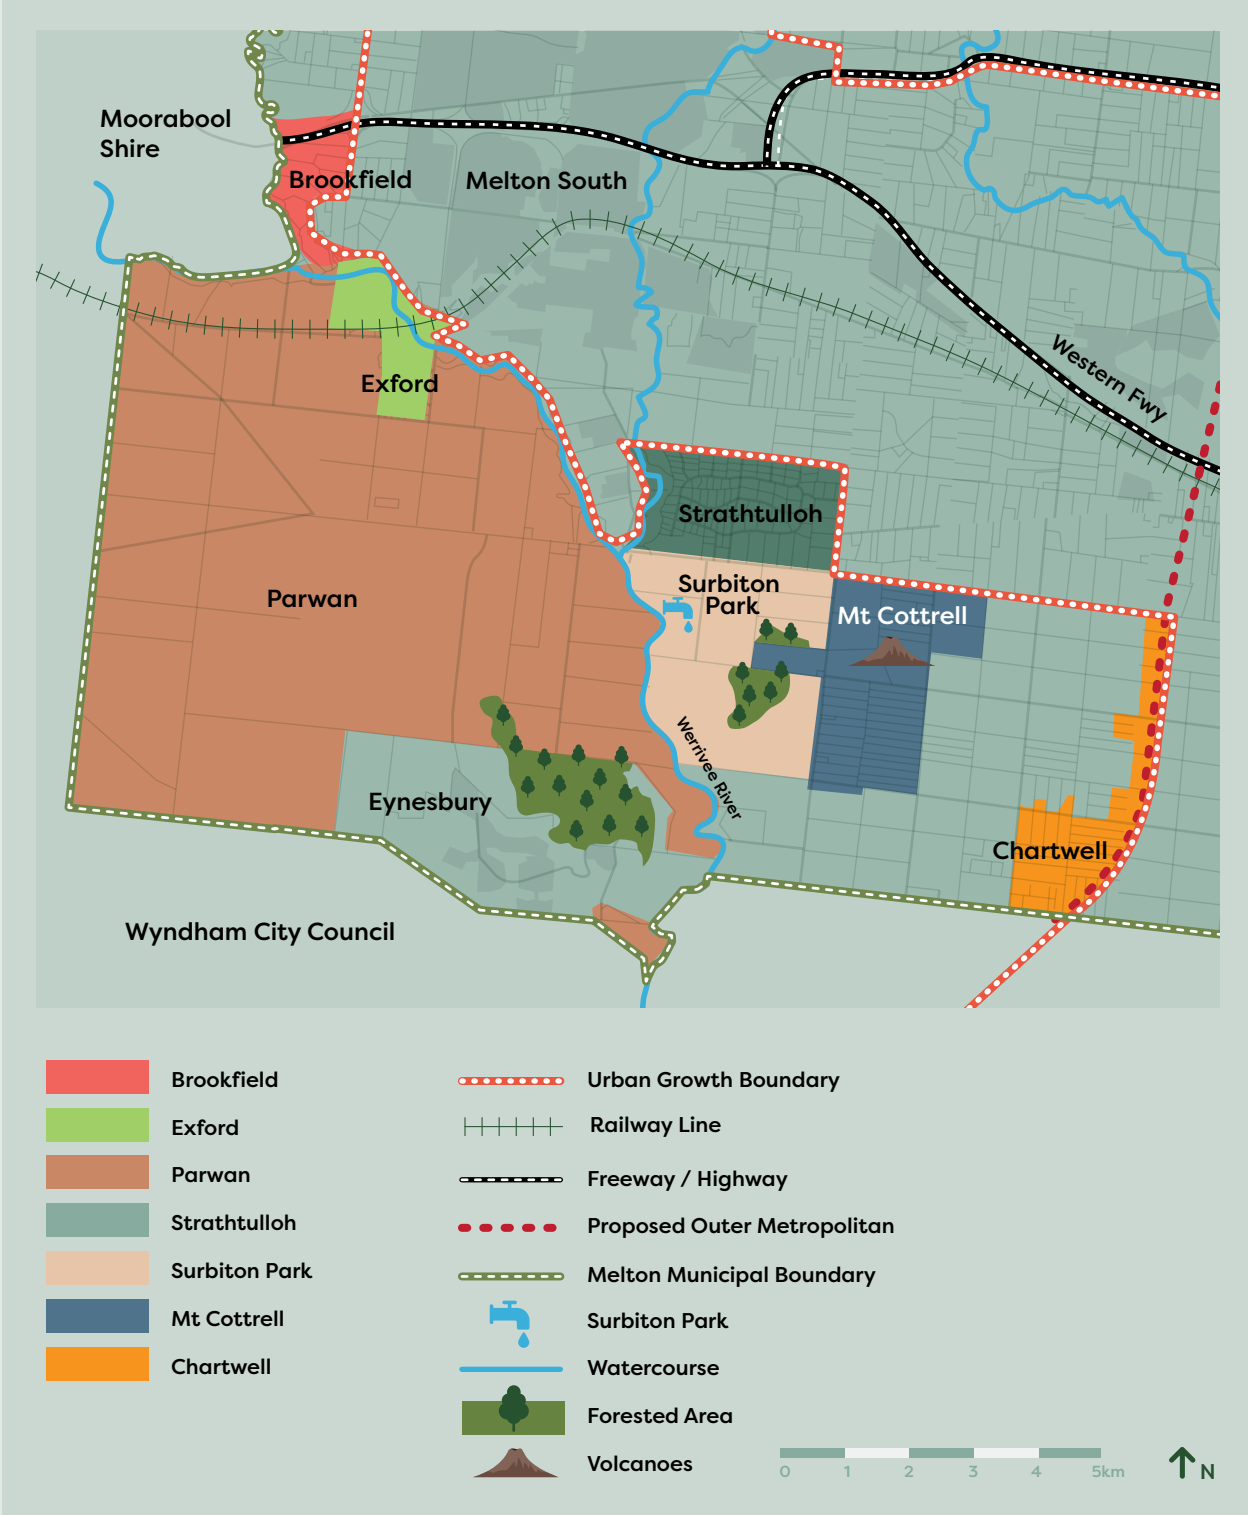 Moorabool
Shire
Brookfield
Melton South
Exford
Western Fwy
Strathtulloh
Surbiton
Park
Parwan
Mt Cottrell
Werrivee River
Eynesbury
Chartwell
Wyndham City Council
Brookfield
Exford
Parwan
Strathtulloh
Surbiton Park
Mt Cottrell
Chartwell
Urban Growth Boundary
Railway Line
Freeway / Highway
Proposed Outer Metropolitan
Melton Municipal Boundary
Surbiton Park
Watercourse
Forested Area
Volcanoes
0 1 2 3 4 5km
N